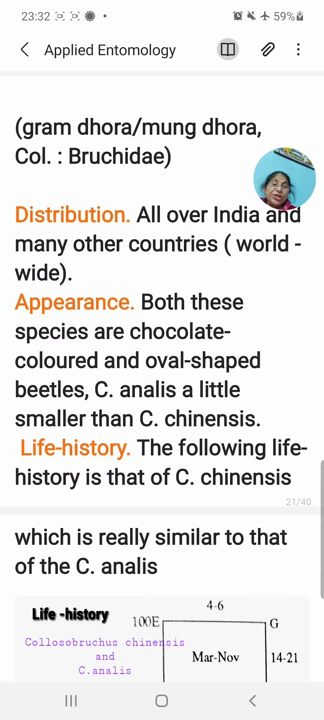 23:32
59%
Applied Entomology
(gram dhora/mung dhora,
Col. : Bruchidae)
Distribution. All over India and
many other countries ( world -
wide).
Appearance. Both these
species are chocolate-
coloured and oval-shaped
beetles, C. analis a little
smaller than C. chinensis.
Life-history. The following life-
history is that of C. chinensis
21/40
which is really similar to that
of the C. analis
Life -history
4-6
100E
G
Collosobruchus chinensis
and
C.analis
Mar-Nov
14-21